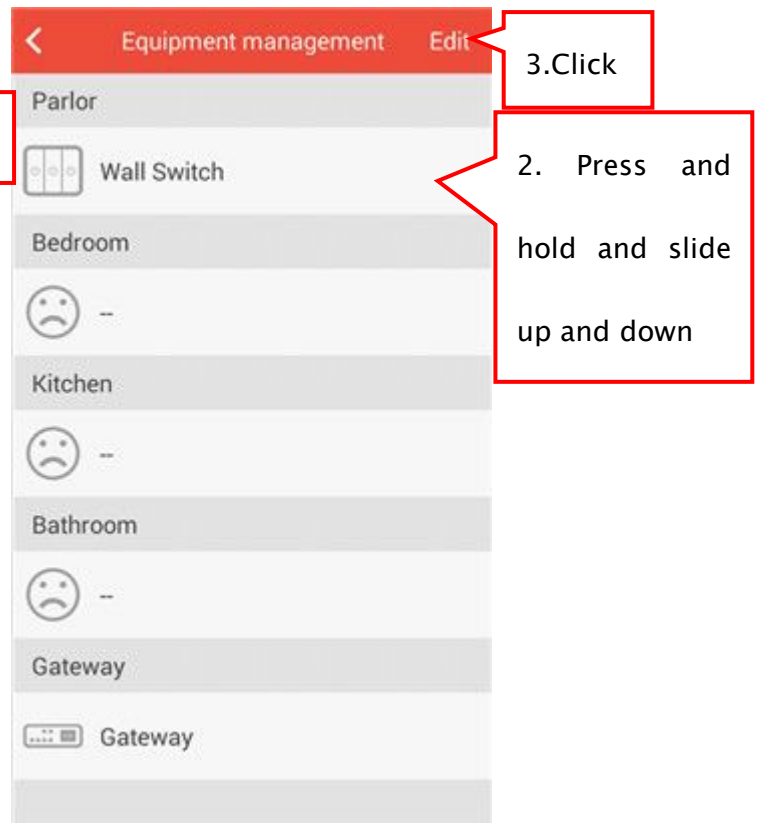 Equipment management Edit
3.Click
Parlor
Wall Switch
2. Press and
hold and slide
up and down
Bedroom
--
Kitchen
--
Bathroom
--
Gateway
Gateway